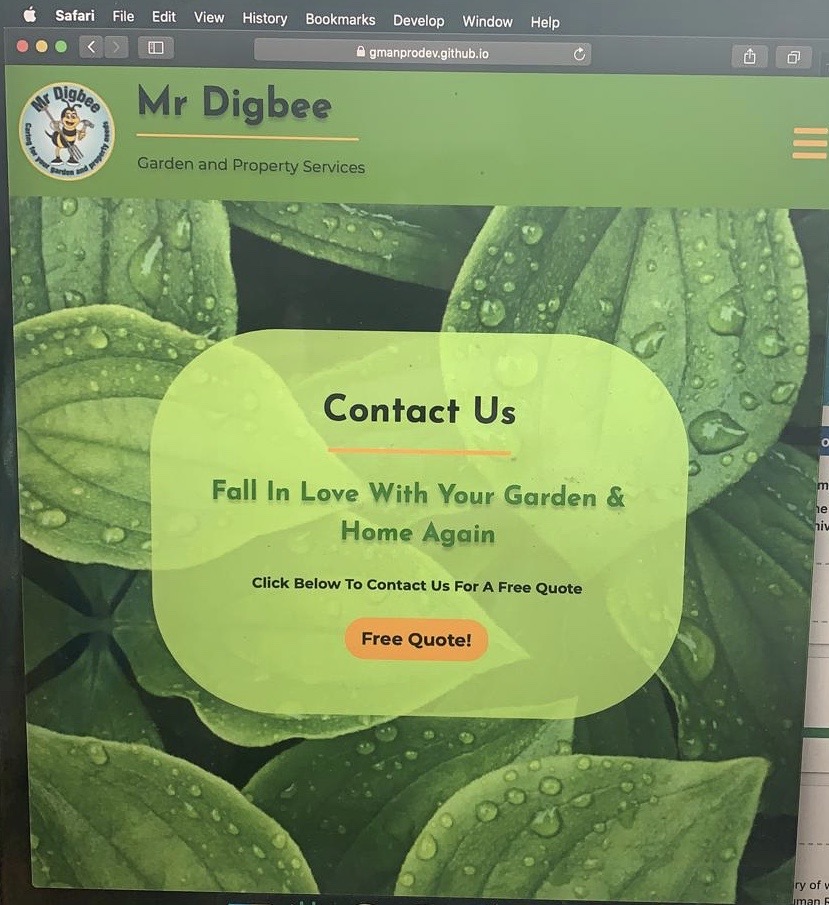 Safari File Edit View History Bookmarks Develop Window Help
gmanprodev.github.io
Mr Digbee
Caring for your garden and property needs
Mr Digbee
Garden and Property Services
Contact Us
Fall In Love With Your Garden &
Home Again
Click Below To Contact Us For A Free Quote
Free Quote!
ry of